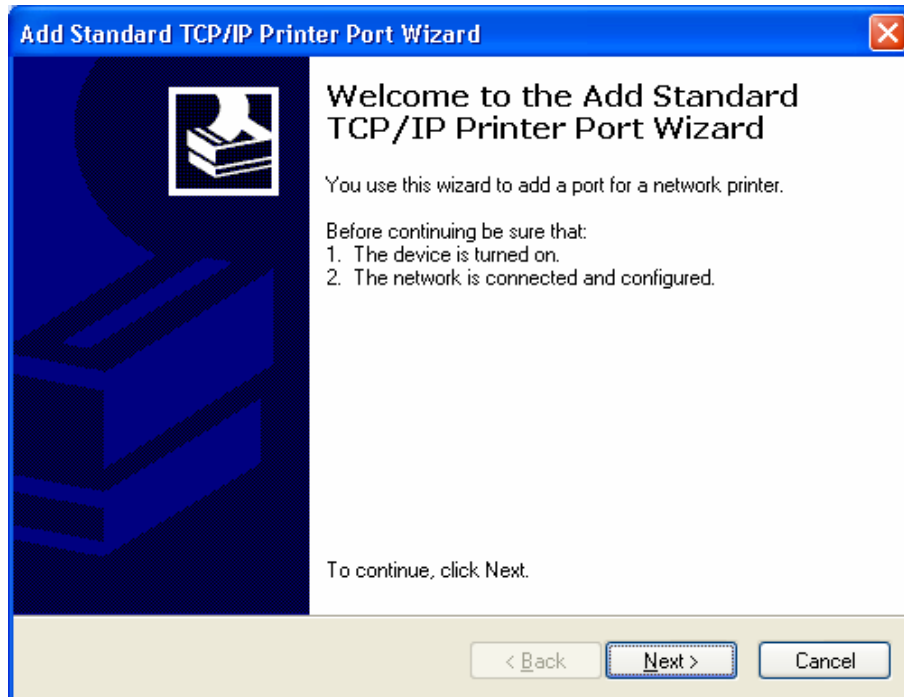 Add Standard TCP/IP Printer Port Wizard
Welcome to the Add Standard
TCP/IP Printer Port Wizard
You use this wizard to add a port for a network printer.
Before continuing be sure that:
1. The device is turned on.
2. The network is connected and configured.
To continue, click Next.
< Back Next > Cancel